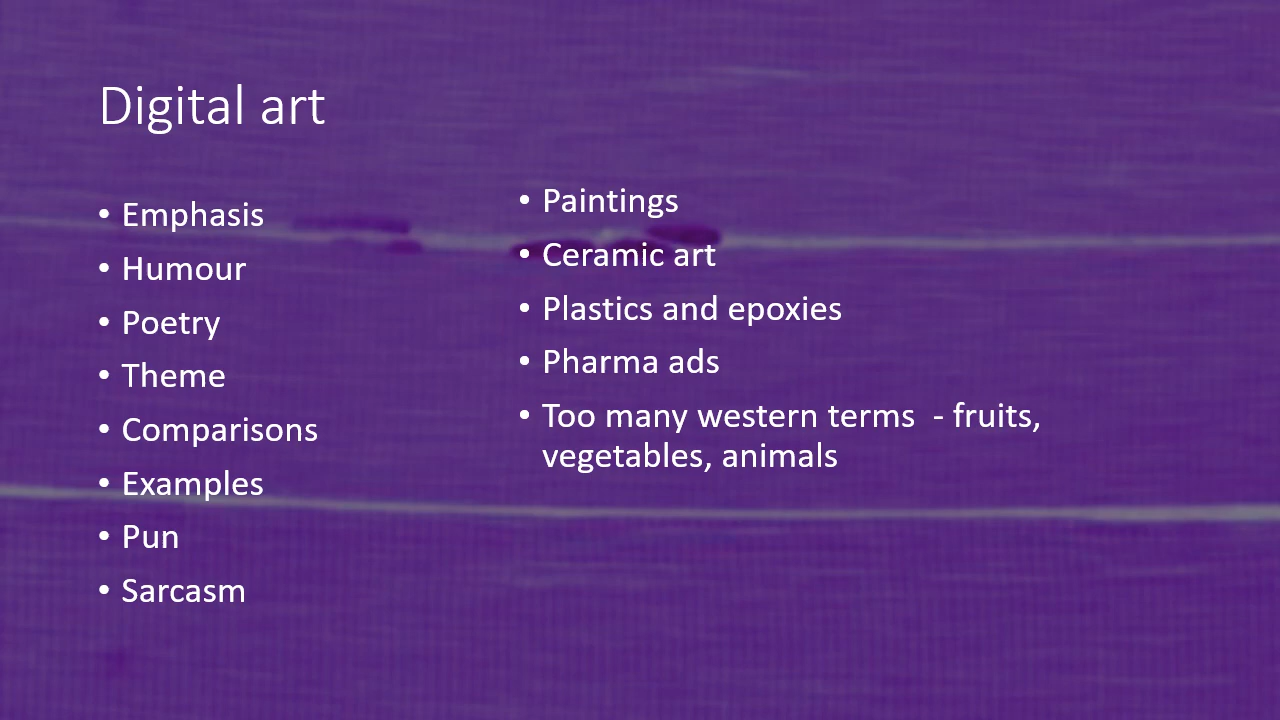 Digital art
• Emphasis
• Humour
• Poetry
• Theme
• Comparisons
• Examples
• Pun
• Sarcasm
• Paintings
• Ceramic art
• Plastics and epoxies
• Pharma ads
• Too many western terms  - fruits,
vegetables, animals